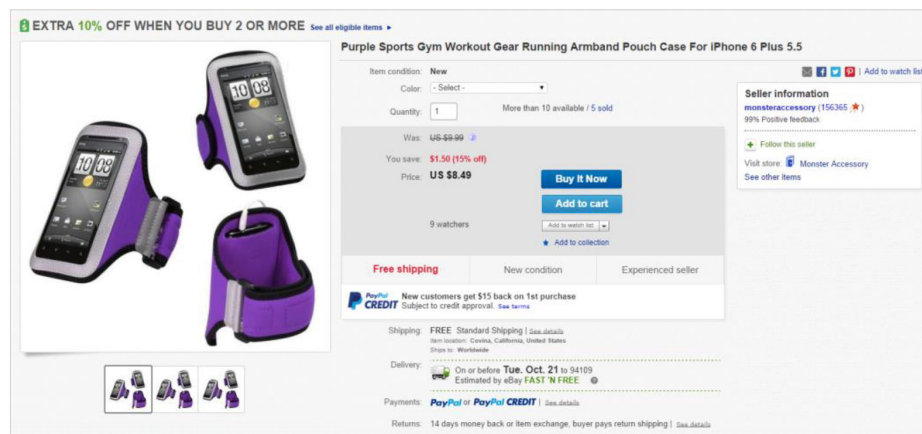 EXTRA 10% OFF WHEN YOU BUY 2 OR MORE See all eligible items ▸
Purple Sports Gym Workout Gear Running Armband Pouch Case For iPhone 6 Plus 5.5
Item condition: New
Color: - Select -
Quantity: 1 More than 10 available / 5 sold
Was: US $9.99
You save: $1.50 (15% off)
Price: US $8.49
Buy It Now
Add to cart
9 watchers
Add to watch list
Add to collection
Free shipping New condition Experienced seller
PayPal CREDIT
New customers get $15 back on 1st purchase
Subject to credit approval. See terms
Shipping: FREE Standard Shipping | See details
Item location: Covina, California, United States
Ships to: Worldwide
Delivery: On or before Tue. Oct. 21 to 94109
Estimated by eBay FAST 'N FREE
Payments: PayPal or PayPal CREDIT | See details
Returns: 14 days money back or item exchange, buyer pays return shipping | See details
| Add to watch list
Seller information
monsteraccessory (156365 )
99% Positive feedback
Follow this seller
Visit store: Monster Accessory
See other items
10:08
10:08